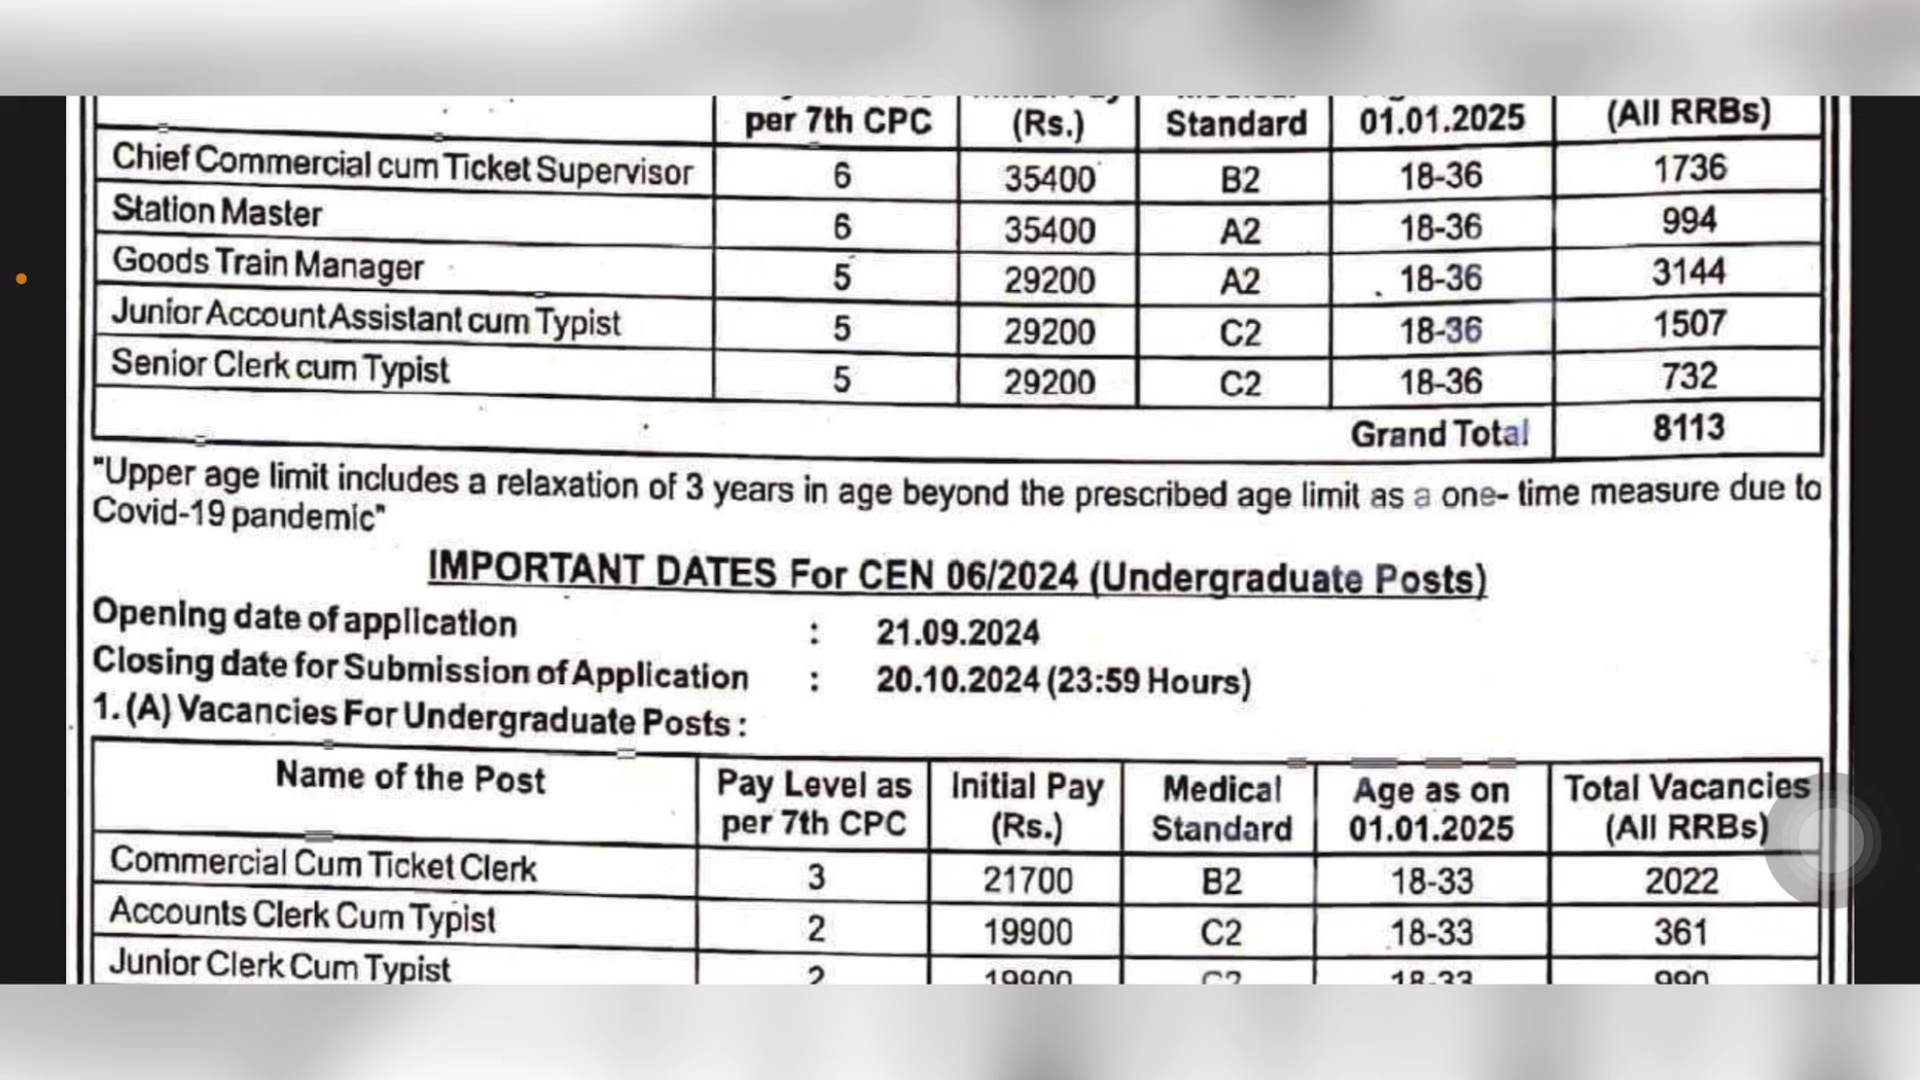 per 7th CPC (Rs.) Standard 01.01.2025 (All RRBs)
Chief Commercial cum Ticket Supervisor 6 35400 B2 18-36 1736
Station Master 6 35400 A2 18-36 994
Goods Train Manager 5 29200 A2 18-36 3144
Junior Account Assistant cum Typist 5 29200 C2 18-36 1507
Senior Clerk cum Typist 5 29200 C2 18-36 732
Grand Total 8113
"Upper age limit includes a relaxation of 3 years in age beyond the prescribed age limit as a one- time measure due to
Covid-19 pandemic"
IMPORTANT DATES For CEN 06/2024 (Undergraduate Posts)
Opening date of application : 21.09.2024
Closing date for Submission of Application : 20.10.2024 (23:59 Hours)
1. (A) Vacancies For Undergraduate Posts :
Name of the Post Pay Level as Initial Pay Medical Age as on Total Vacancies
per 7th CPC (Rs.) Standard 01.01.2025 (All RRBs)
Commercial Cum Ticket Clerk 3 21700 B2 18-33 2022
Accounts Clerk Cum Typist 2 19900 C2 18-33 361
Junior Clerk Cum Typist 2 19900 C2 18-33 990